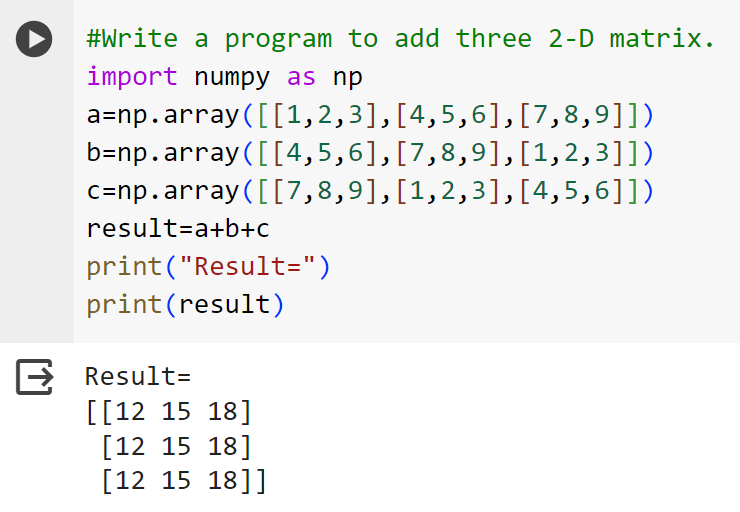 #Write a program to add three 2-D matrix.
import numpy as np
a=np.array([[1,2,3],[4,5,6],[7,8,9]])
b=np.array([[4,5,6],[7,8,9],[1,2,3]])
c=np.array([[7,8,9],[1,2,3],[4,5,6]])
result=a+b+c
print("Result=")
print(result)
Result=
[[12 15 18]
 [12 15 18]
 [12 15 18]]